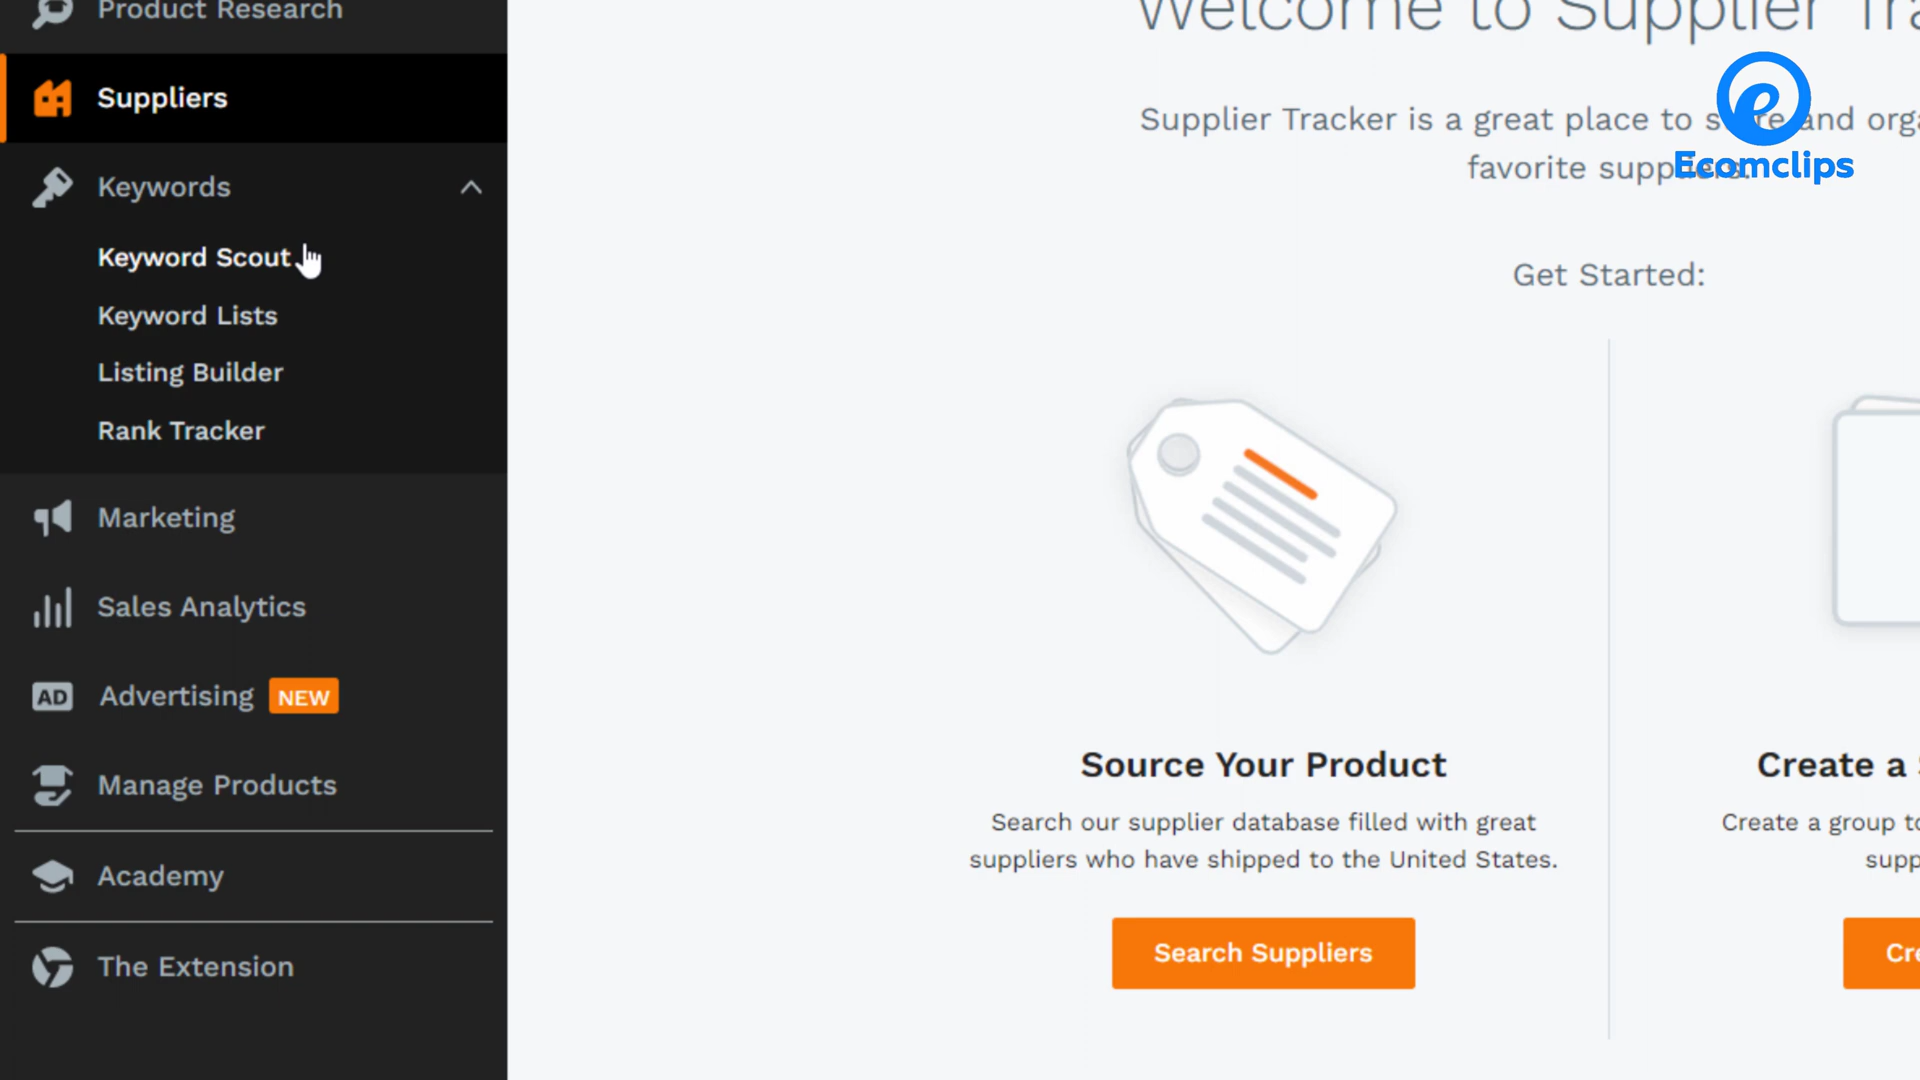 Product Research
Suppliers
Keywords
Keyword Scout
Keyword Lists
Listing Builder
Rank Tracker
Marketing
Sales Analytics
AD Advertising NEW
Manage Products
Academy
The Extension
Welcome to Supplier
Supplier Tracker is a great place to and
favorite
Ecomclips
Get Started:
Source Your Product
Search our supplier database filled with great
suppliers who have shipped to the United States.
Search Suppliers
Create a
Create a group